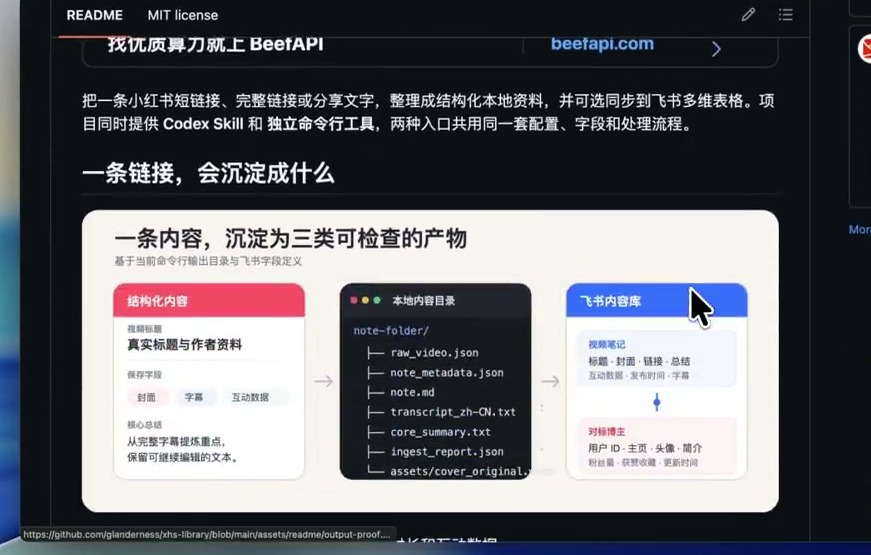 README
MIT license
找优质算力就上 BeefAPI
beefapi.com
把一条小红书短链接、完整链接或分享文字，整理成结构化本地资料，并可选同步到飞书多维表格。项
目同时提供 Codex Skill 和 独立命令行工具，两种入口共用同一套配置、字段和处理流程。
一条链接，会沉淀成什么
一条内容，沉淀为三类可检查的产物
基于当前命令行输出目录与飞书字段定义
结构化内容
视频标题
真实标题与作者资料
保存字段
封面
字幕
互动数据
核心总结
从完整字幕提炼重点，
保留可继续编辑的文本。
本地内容目录
note-folder/
├── raw_video.json
├── note_metadata.json
├── note.md
├── transcript_zh-CN.txt
├── core_summary.txt
├── ingest_report.json
└── assets/cover_original.
飞书内容库
视频笔记
标题 · 封面 · 链接 · 总结
互动数据 · 发布时间 · 字幕
对标博主
用户 ID · 主页 · 头像 · 简介
粉丝量 · 获赞收藏 · 更新时间
More
https://github.com/glanderness/xhs-library/blob/main/assets/readme/output-proof....